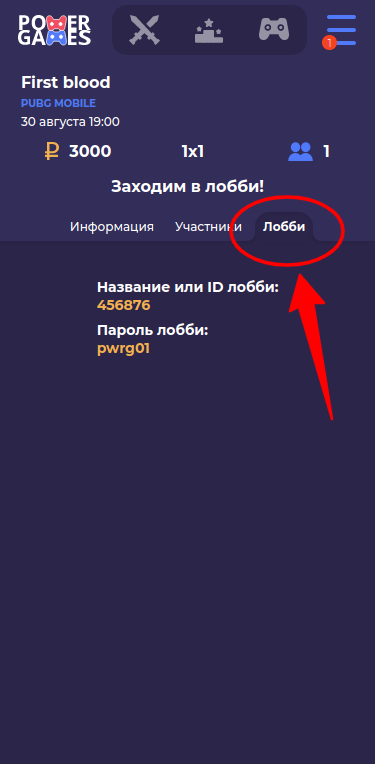 POWER
GAMES
1
First blood
PUBG MOBILE
30 августа 19:00
₽ 3000 1x1 1
Заходим в лобби!
Информация Участники Лобби
Название или ID лобби:
456876
Пароль лобби:
pwrg01